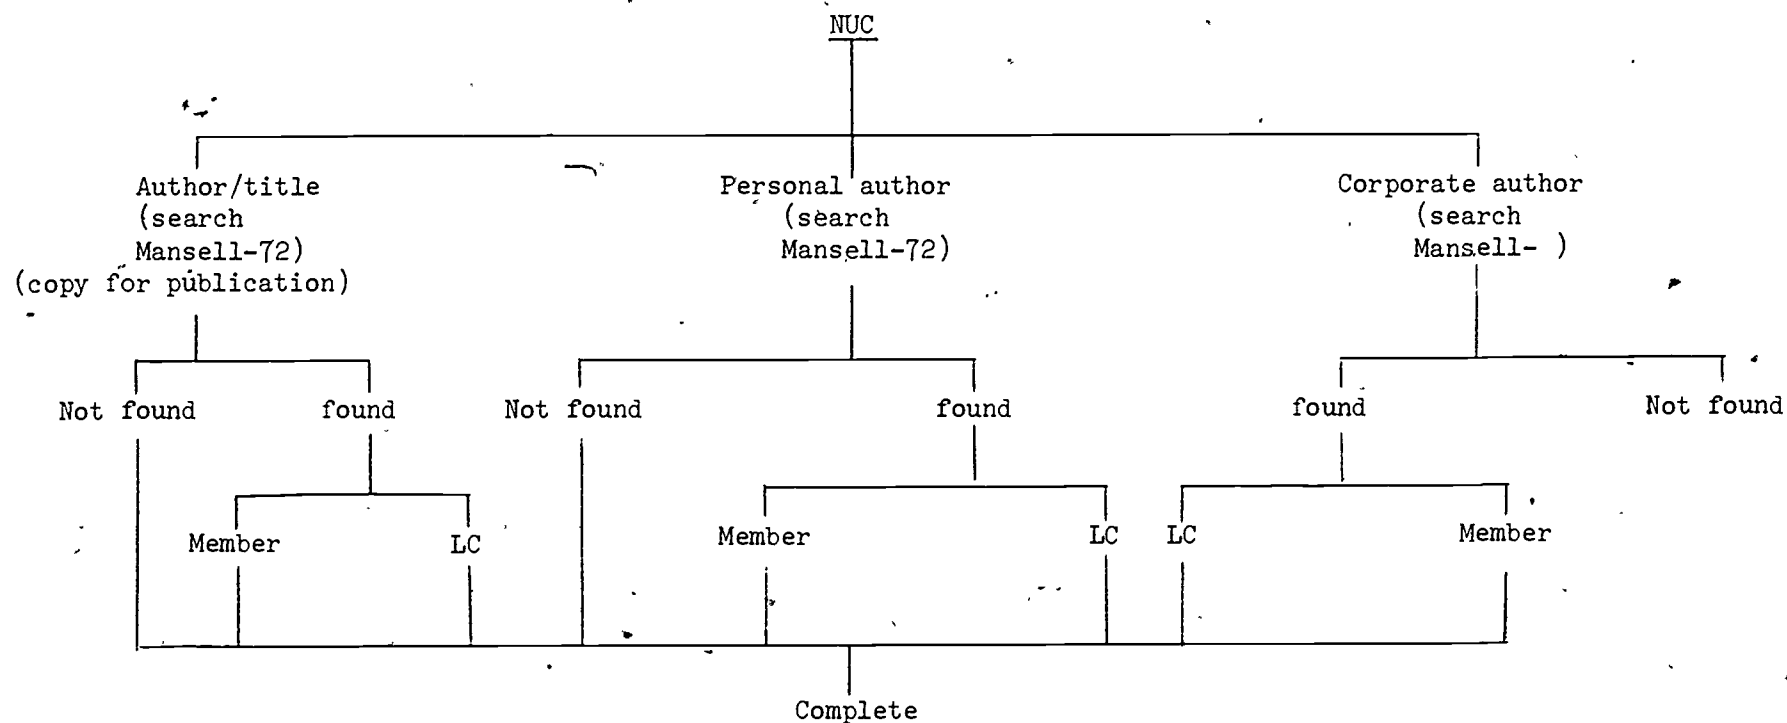 NUC
Author/title
(search
Mansell-72)
(copy for publication)
Personal author
(search
Mansell-72)
Corporate author
(search
Mansell- )
Not found
found
Not found
found
found
Not found
Member
LC
Member
LC
LC
Member
Complete